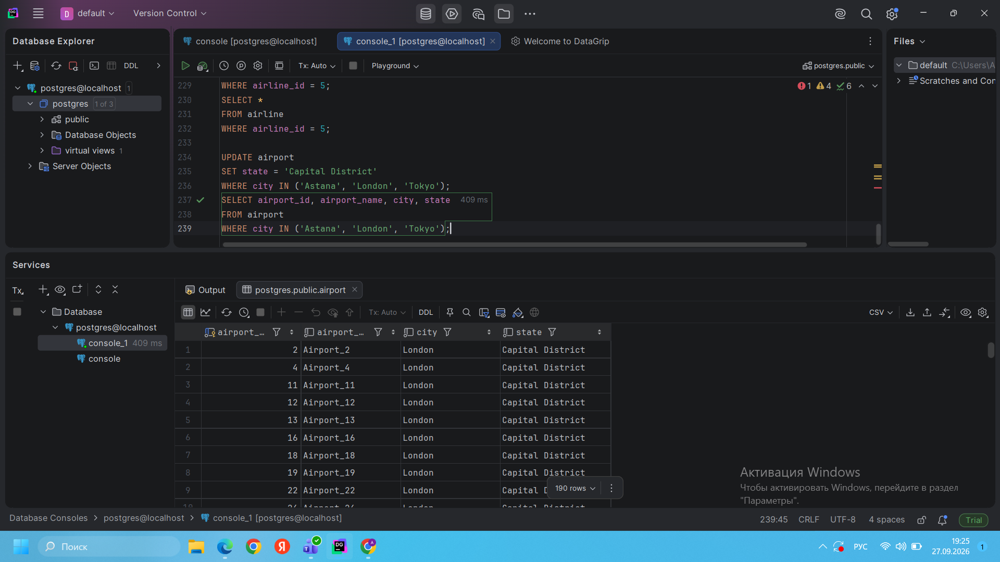 D default Version Control
Database Explorer
console [postgres@localhost] console_1 [postgres@localhost] Welcome to DataGrip
Files
DDL
Tx: Auto Playground postgres.public
default C:\Users\A
Scratches and Con
postgres@localhost 1
postgres 1 of 3
public
Database Objects
virtual views 1
Server Objects
1 4 6
229 WHERE airline_id = 5;
230 SELECT *
231 FROM airline
232 WHERE airline_id = 5;
233
234 UPDATE airport
235 SET state = 'Capital District'
236 WHERE city IN ('Astana', 'London', 'Tokyo');
237 SELECT airport_id, airport_name, city, state 409 ms
238 FROM airport
239 WHERE city IN ('Astana', 'London', 'Tokyo');
Services
Tx
Database
postgres@localhost
console_1 409 ms
console
Output postgres.public.airport
Tx: Auto DDL CSV
airport_… airport_… city state
1 2 Airport_2 London Capital District
2 4 Airport_4 London Capital District
3 11 Airport_11 London Capital District
4 12 Airport_12 London Capital District
5 13 Airport_13 London Capital District
6 16 Airport_16 London Capital District
7 18 Airport_18 London Capital District
8 19 Airport_19 London Capital District
9 22 Airport_22 London Capital D
190 rows
Активация Windows
Чтобы активировать Windows, перейдите в раздел
"Параметры".
Database Consoles postgres@localhost console_1 [postgres@localhost]
239:45 CRLF UTF-8 4 spaces Trial
Поиск
РУС
19:25
27.09.2026
1